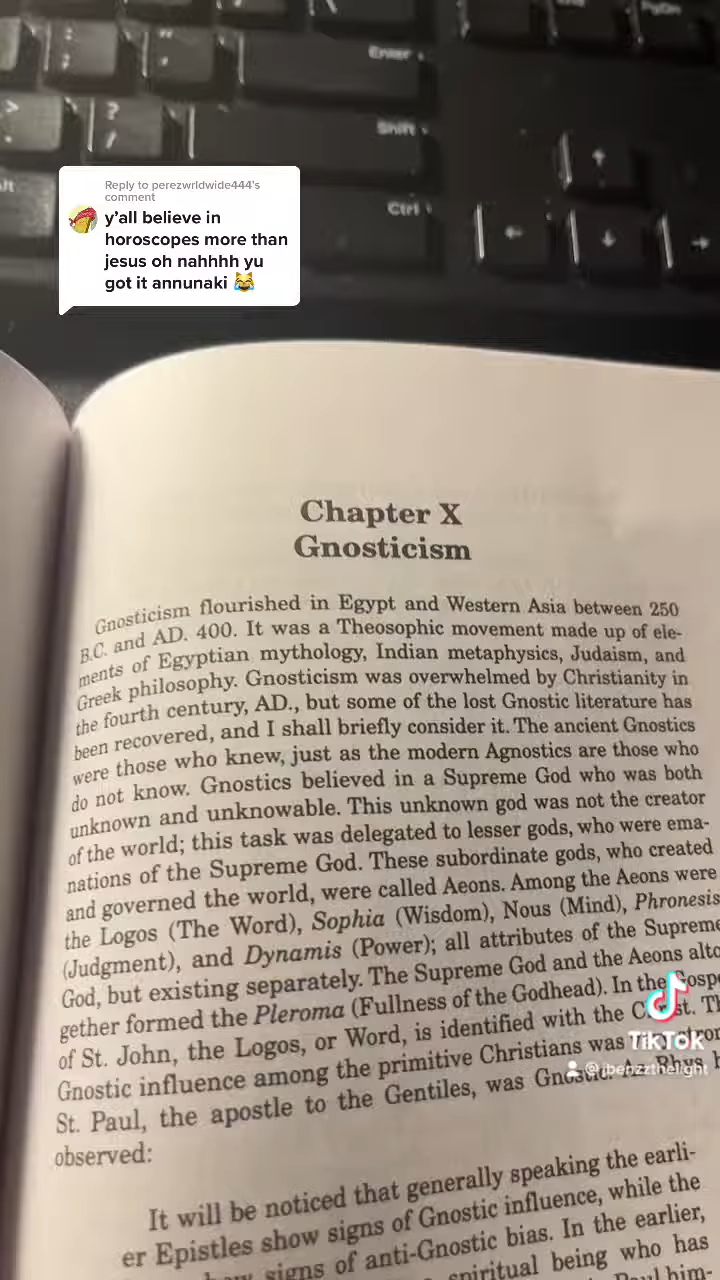 PgDn
Enter
Shift
Ctrl
Reply to perezwrldwide444's
comment
y'all believe in
horoscopes more than
jesus oh nahhhh yu
got it annunaki 😹
Chapter X
Gnosticism
Gnosticism flourished in Egypt and Western Asia between 250
B.C. and AD. 400. It was a Theosophic movement made up of ele-
ments of Egyptian mythology, Indian metaphysics, Judaism, and
Greek philosophy. Gnosticism was overwhelmed by Christianity in
the fourth century, AD., but some of the lost Gnostic literature has
been recovered, and I shall briefly consider it. The ancient Gnostics
were those who knew, just as the modern Agnostics are those who
do not know. Gnostics believed in a Supreme God who was both
unknown and unknowable. This unknown god was not the creator
of the world; this task was delegated to lesser gods, who were ema-
nations of the Supreme God. These subordinate gods, who created
and governed the world, were called Aeons. Among the Aeons were
the Logos (The Word), Sophia (Wisdom), Nous (Mind), Phronesis
(Judgment), and Dynamis (Power); all attributes of the Supreme
God, but existing separately. The Supreme God and the Aeons alto
gether formed the Pleroma (Fullness of the Godhead). In the Gospe
of St. John, the Logos, or Word, is identified with the
Gnostic influence among the primitive Christians was
St. Paul, the apostle to the Gentiles, was Gnostic. As Rhys
observed:
It will be noticed that generally speaking the earli-
er Epistles show signs of Gnostic influence, while the
signs of anti-Gnostic bias. In the earlier,
spiritual being who has
Paul him-
TikTok
@jbenzzthelight